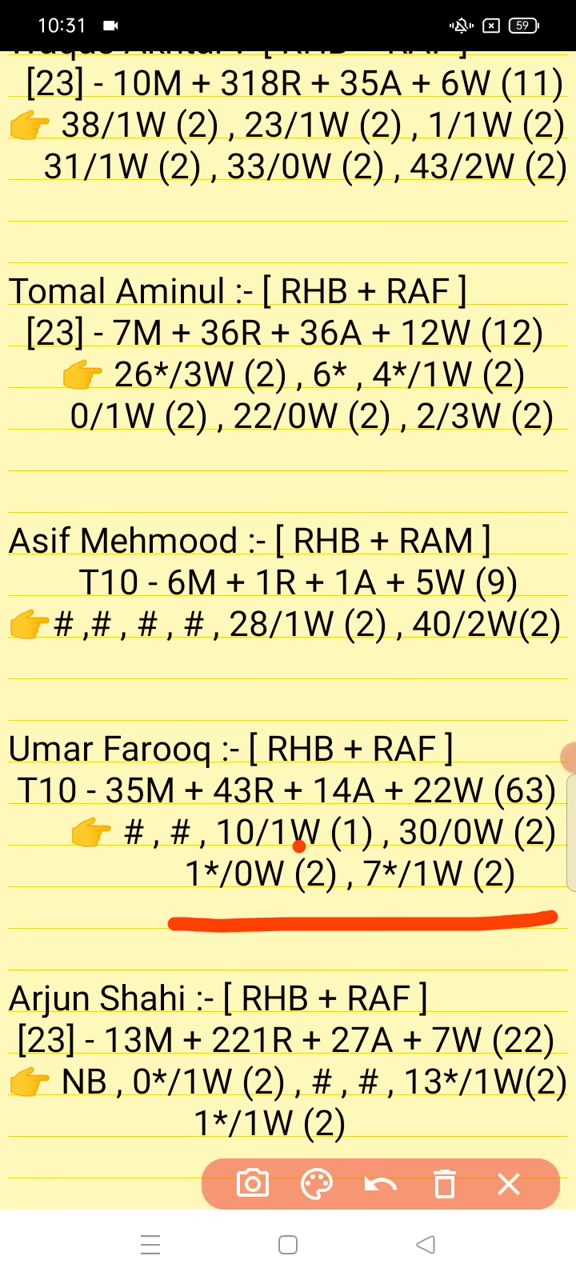 10:31
59
[23] - 10M + 318R + 35A + 6W (11)
👉 38/1W (2) , 23/1W (2) , 1/1W (2)
31/1W (2) , 33/0W (2) , 43/2W (2)
Tomal Aminul :- [ RHB + RAF ]
[23] - 7M + 36R + 36A + 12W (12)
👉 26*/3W (2) , 6* , 4*/1W (2)
0/1W (2) , 22/0W (2) , 2/3W (2)
Asif Mehmood :- [ RHB + RAM ]
T10 - 6M + 1R + 1A + 5W (9)
👉# ,# , # , # , 28/1W (2) , 40/2W(2)
Umar Farooq :- [ RHB + RAF ]
T10 - 35M + 43R + 14A + 22W (63)
👉 # , # , 10/1W (1) , 30/0W (2)
1*/0W (2) , 7*/1W (2)
Arjun Shahi :- [ RHB + RAF ]
[23] - 13M + 221R + 27A + 7W (22)
👉 NB , 0*/1W (2) , # , # , 13*/1W(2)
1*/1W (2)